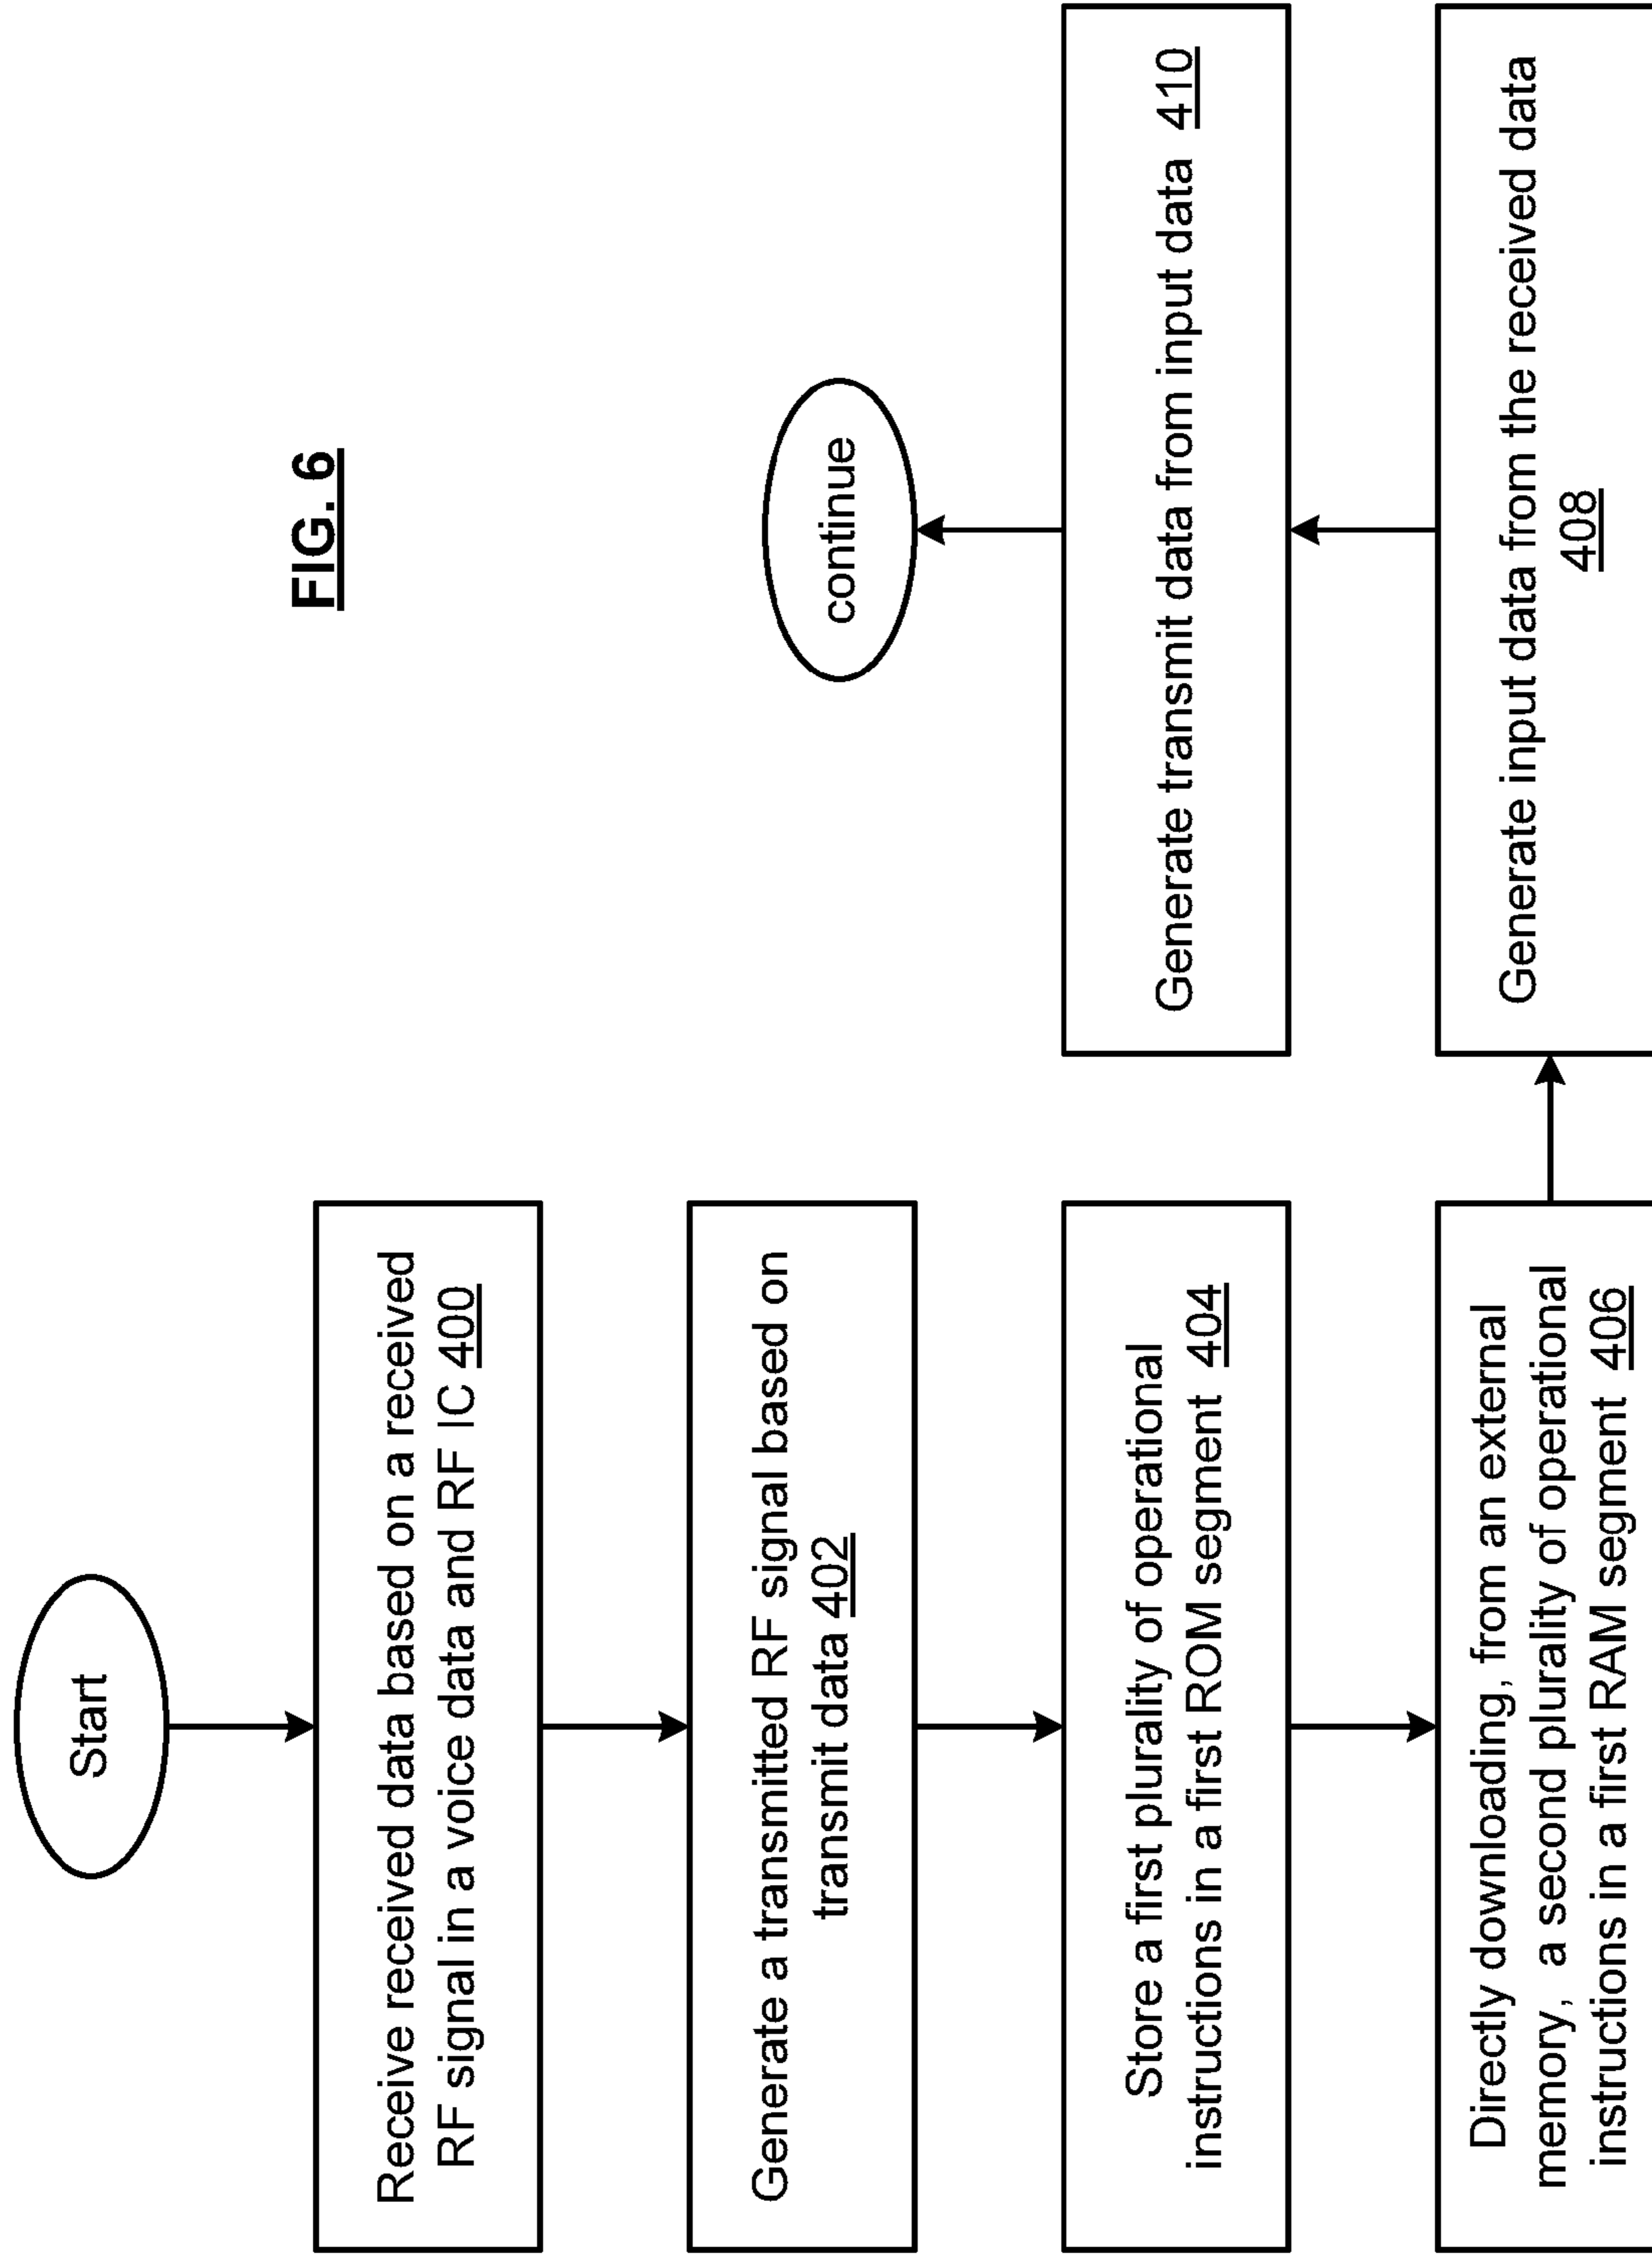 FIG. 6
Start
Receive received data based on a received
RF signal in a voice data and RF IC 400
Generate a transmitted RF signal based on
transmit data 402
Store a first plurality of operational
instructions in a first ROM segment 404
Directly downloading, from an external
memory, a second plurality of operational
instructions in a first RAM segment 406
Generate input data from the received data
408
Generate transmit data from input data 410
continue